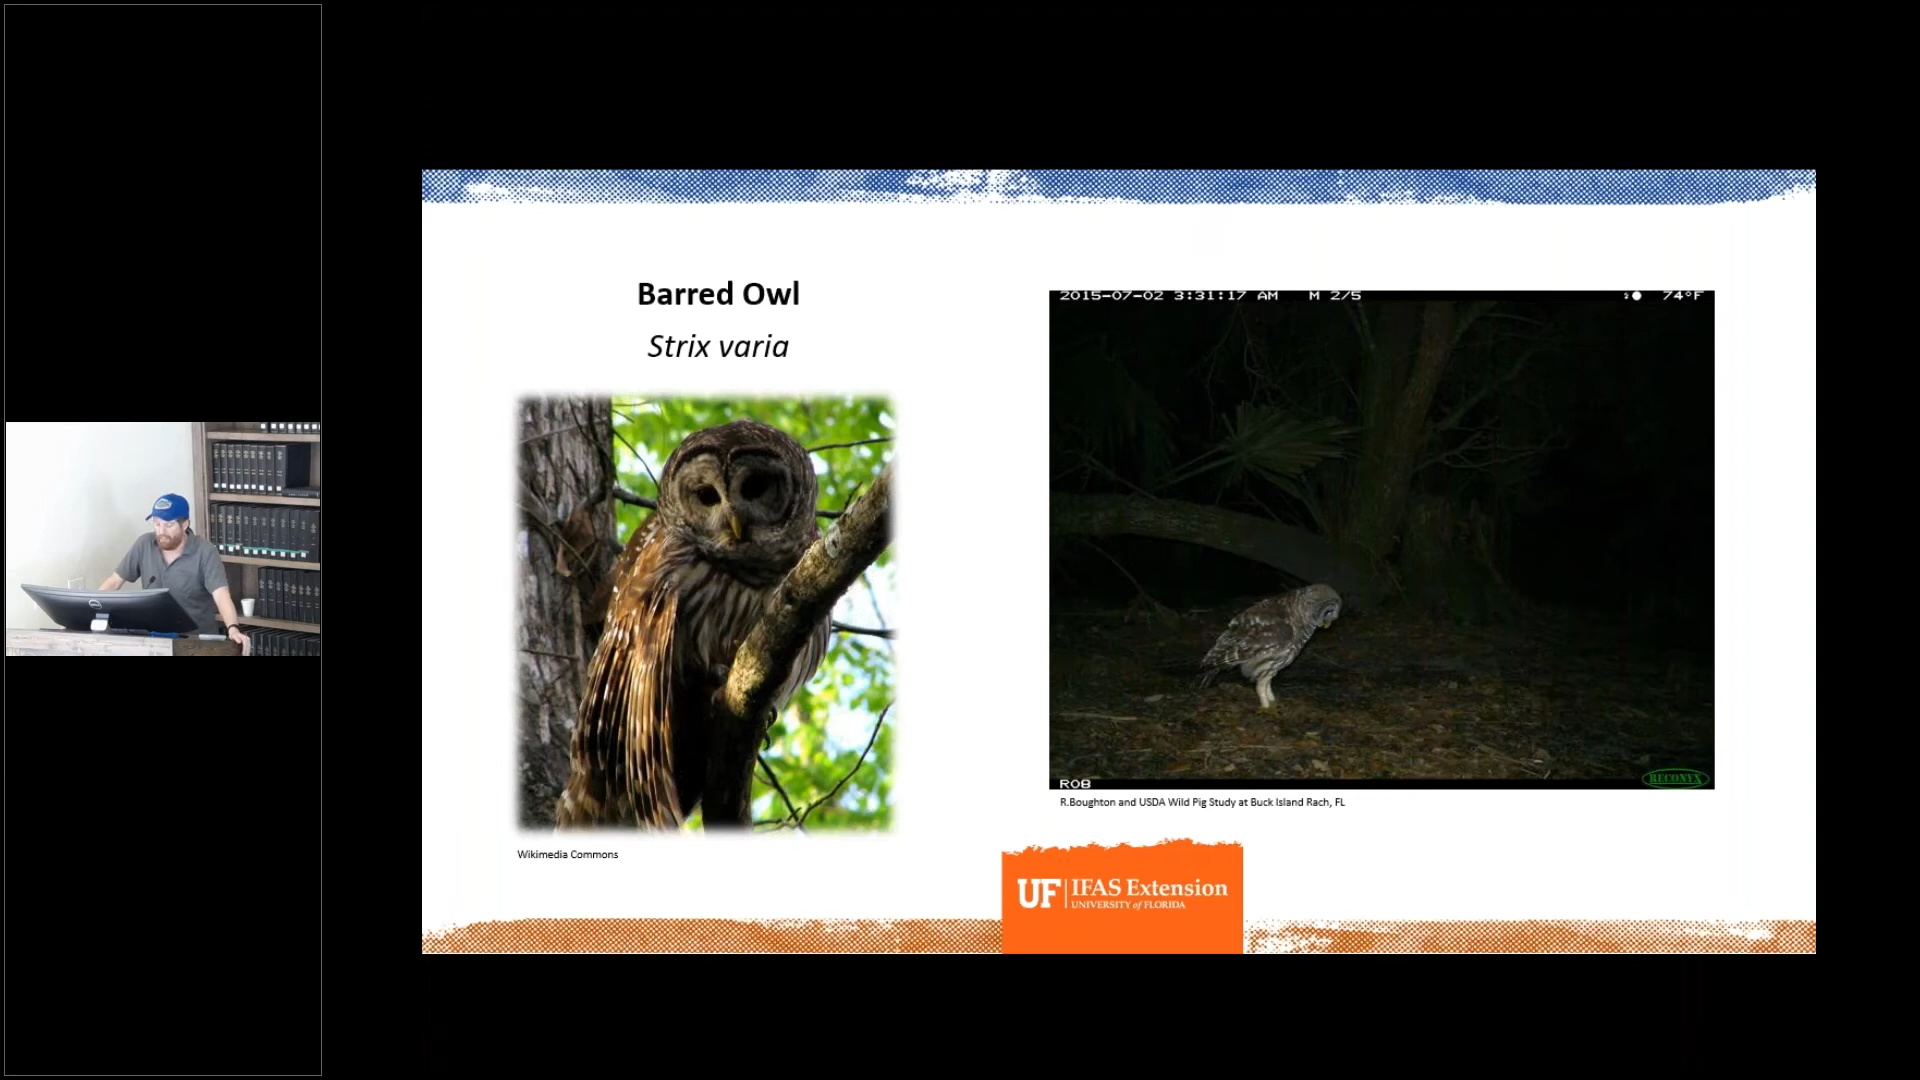 Barred Owl
Strix varia
2015-07-02 3:31:17 AM M 2/5 74°F
R08
RECONYX
R.Boughton and USDA Wild Pig Study at Buck Island Rach, FL
Wikimedia Commons
UF IFAS Extension
UNIVERSITY of FLORIDA